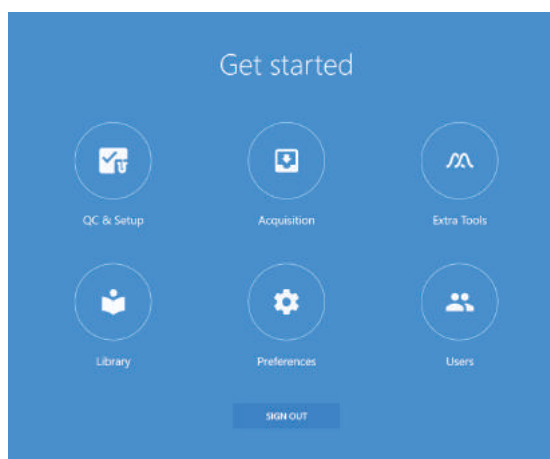 Get started
QC & Setup
Acquisition
Extra Tools
Library
Preferences
Users
SIGN OUT